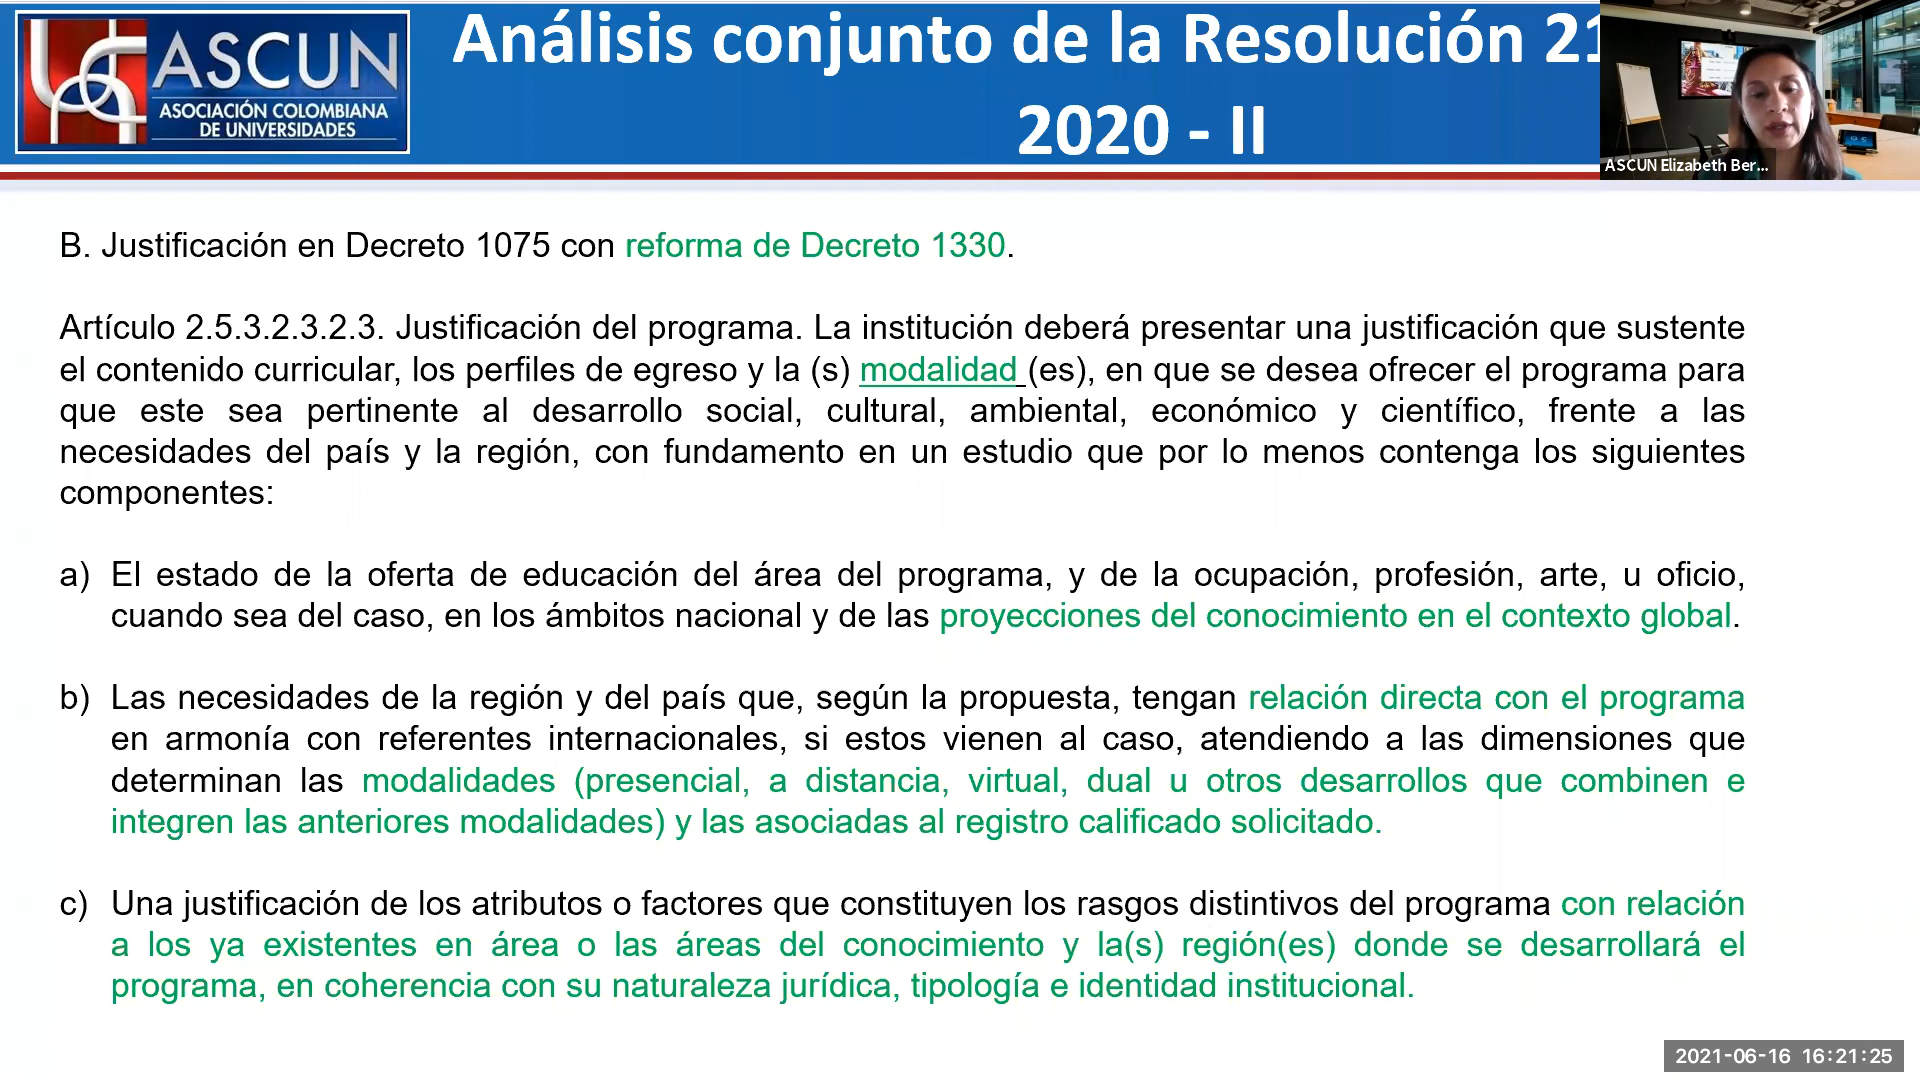 ASCUN
ASOCIACIÓN COLOMBIANA
DE UNIVERSIDADES
Análisis conjunto de la Resolución 21
2020 - II
ASCUN Elizabeth Ber...
B. Justificación en Decreto 1075 con reforma de Decreto 1330.
Artículo 2.5.3.2.3.2.3. Justificación del programa. La institución deberá presentar una justificación que sustente
el contenido curricular, los perfiles de egreso y la (s) modalidad (es), en que se desea ofrecer el programa para
que este sea pertinente al desarrollo social, cultural, ambiental, económico y científico, frente a las
necesidades del país y la región, con fundamento en un estudio que por lo menos contenga los siguientes
componentes:
a) El estado de la oferta de educación del área del programa, y de la ocupación, profesión, arte, u oficio,
cuando sea del caso, en los ámbitos nacional y de las proyecciones del conocimiento en el contexto global.
b) Las necesidades de la región y del país que, según la propuesta, tengan relación directa con el programa
en armonía con referentes internacionales, si estos vienen al caso, atendiendo a las dimensiones que
determinan las modalidades (presencial, a distancia, virtual, dual u otros desarrollos que combinen e
integren las anteriores modalidades) y las asociadas al registro calificado solicitado.
c) Una justificación de los atributos o factores que constituyen los rasgos distintivos del programa con relación
a los ya existentes en área o las áreas del conocimiento y la(s) región(es) donde se desarrollará el
programa, en coherencia con su naturaleza jurídica, tipología e identidad institucional.
2021-06-16 16:21:25